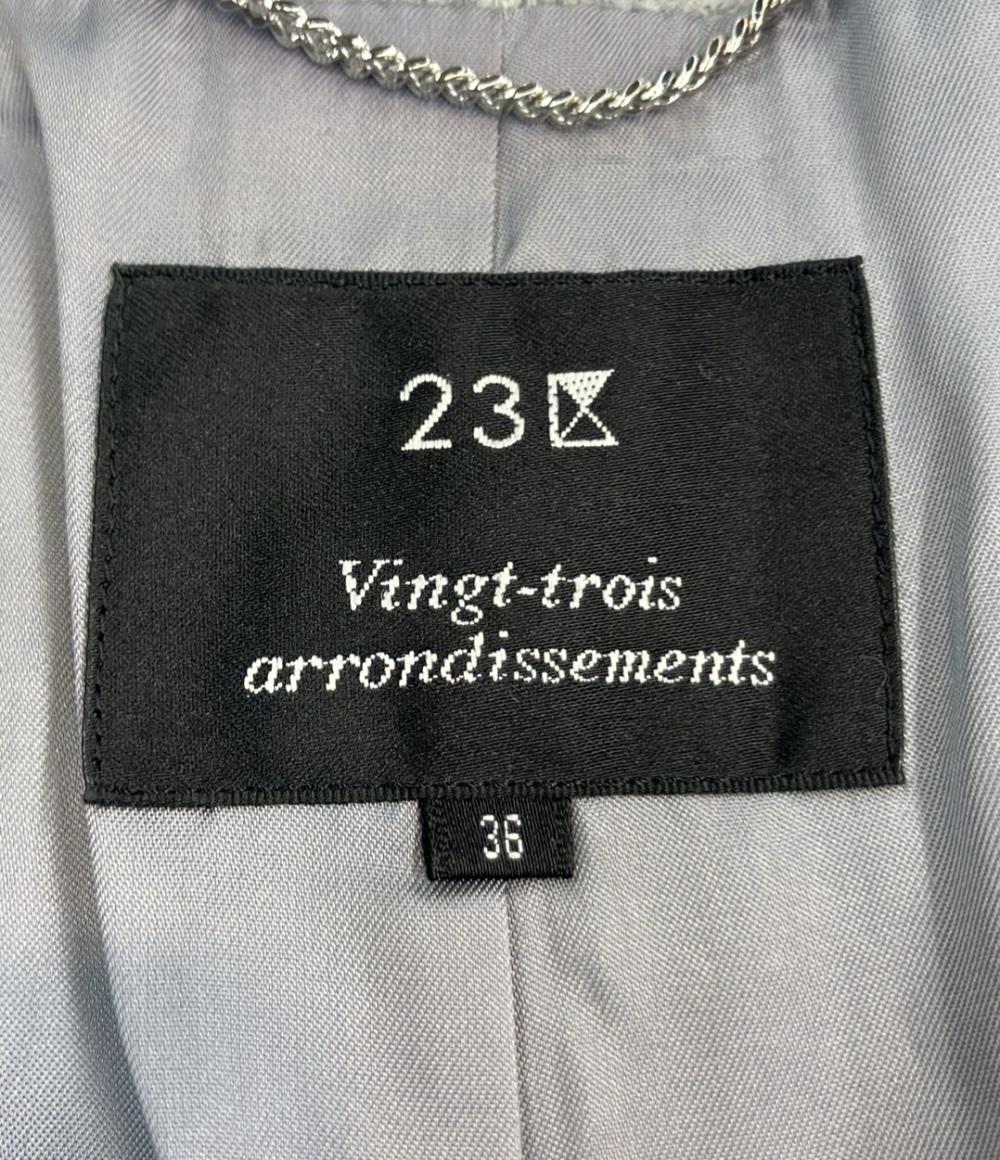 23区
Vingt-trois
arrondissements
36